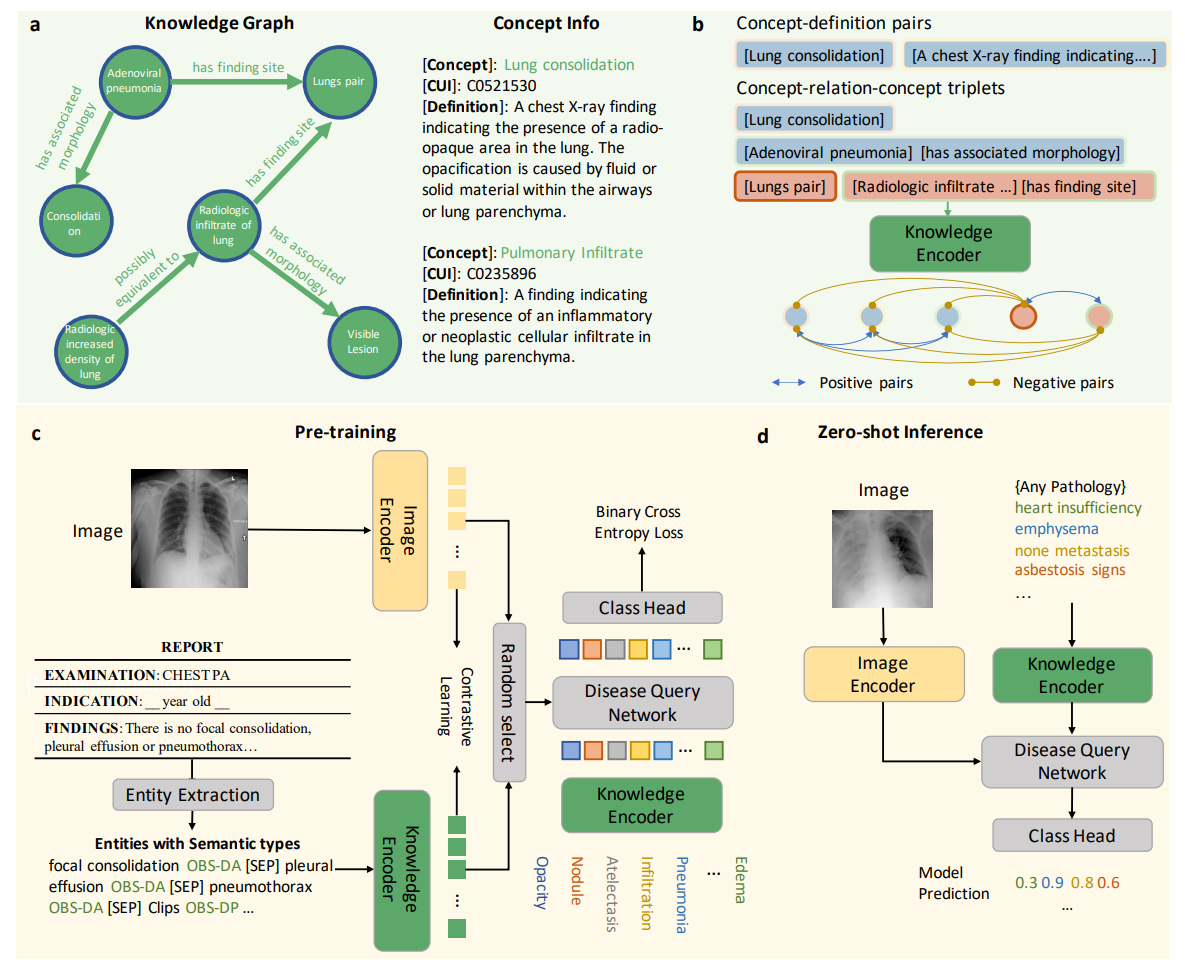 a
Knowledge Graph
Adenoviral
pneumonia
has finding site
Lungs pair
has associated
morphology
has finding site
Consolidati
on
Radiologic
infiltrate of
lung
possibly
equivalent to
has associated
morphology
Radiologic
increased
density of
lung
Visible
Lesion
Concept Info
[Concept]: Lung consolidation
[CUI]: C0521530
[Definition]: A chest X-ray finding
indicating the presence of a radio-
opaque area in the lung. The
opacification is caused by fluid or
solid material within the airways
or lung parenchyma.
[Concept]: Pulmonary Infiltrate
[CUI]: C0235896
[Definition]: A finding indicating
the presence of an inflammatory
or neoplastic cellular infiltrate in
the lung parenchyma.
b
Concept-definition pairs
[Lung consolidation]
[A chest X-ray finding indicating....]
Concept-relation-concept triplets
[Lung consolidation]
[Adenoviral pneumonia] [has associated morphology]
[Lungs pair]
[Radiologic infiltrate ...] [has finding site]
Knowledge
Encoder
Positive pairs
Negative pairs
c
Pre-training
Image
L
Image
Encoder
...
REPORT
EXAMINATION: CHEST PA
INDICATION: __ year old __
FINDINGS: There is no focal consolidation,
pleural effusion or pneumothorax...
Entity Extraction
Entities with Semantic types
focal consolidation OBS-DA [SEP] pleural
effusion OBS-DA [SEP] pneumothorax
OBS-DA [SEP] Clips OBS-DP ...
Knowledge
Encoder
...
Contrastive
Learning
Random select
Binary Cross
Entropy Loss
Class Head
...
Disease Query
Network
...
Knowledge
Encoder
Opacity
Nodule
Atelectasis
Infiltration
Pneumonia
...
Edema
d
Zero-shot Inference
Image
{Any Pathology}
heart insufficiency
emphysema
none metastasis
asbestosis signs
...
Image
Encoder
Knowledge
Encoder
Disease Query
Network
Class Head
Model
Prediction
0.3 0.9 0.8 0.6
...